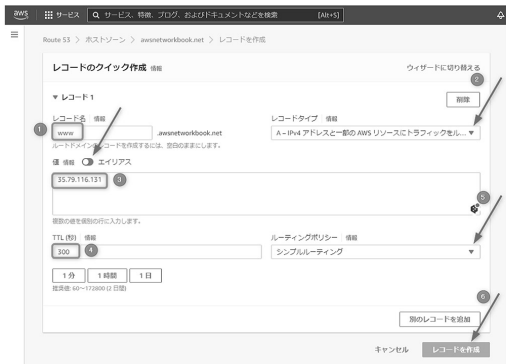 aws サービス サービス、特徴、ブログ、およびドキュメントなどを検索 [Alt+S]
Route 53 > ホストゾーン > awsnetworkbook.net > レコードを作成
レコードのクイック作成 情報 ウィザードに切り替える
2
▼ レコード 1 削除
レコード名 情報 レコードタイプ 情報
1 www .awsnetworkbook.net A – IPv4 アドレスと一部の AWS リソースにトラフィックをル... ▼
ルートドメインのレコードを作成するには、空白のままにします。
値 情報 エイリアス
35.79.116.131 3
5
複数の値を個別の行に入力します。
TTL (秒) 情報 ルーティングポリシー 情報
300 4 シンプルルーティング ▼
1 分 1 時間 1 日
推奨値: 60～172800 (2 日間)
6
別のレコードを追加
キャンセル レコードを作成